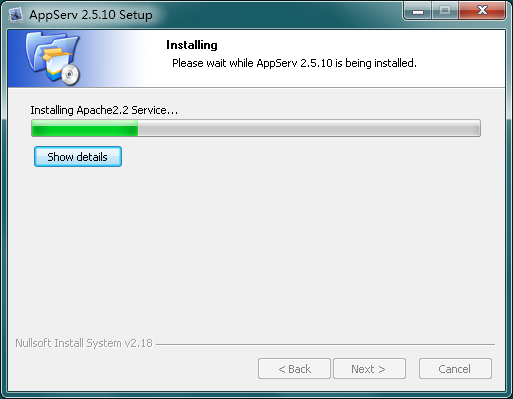 AppServ 2.5.10 Setup
Installing
Please wait while AppServ 2.5.10 is being installed.
Installing Apache2.2 Service...
Show details
Nullsoft Install System v2.18
< Back
Next >
Cancel